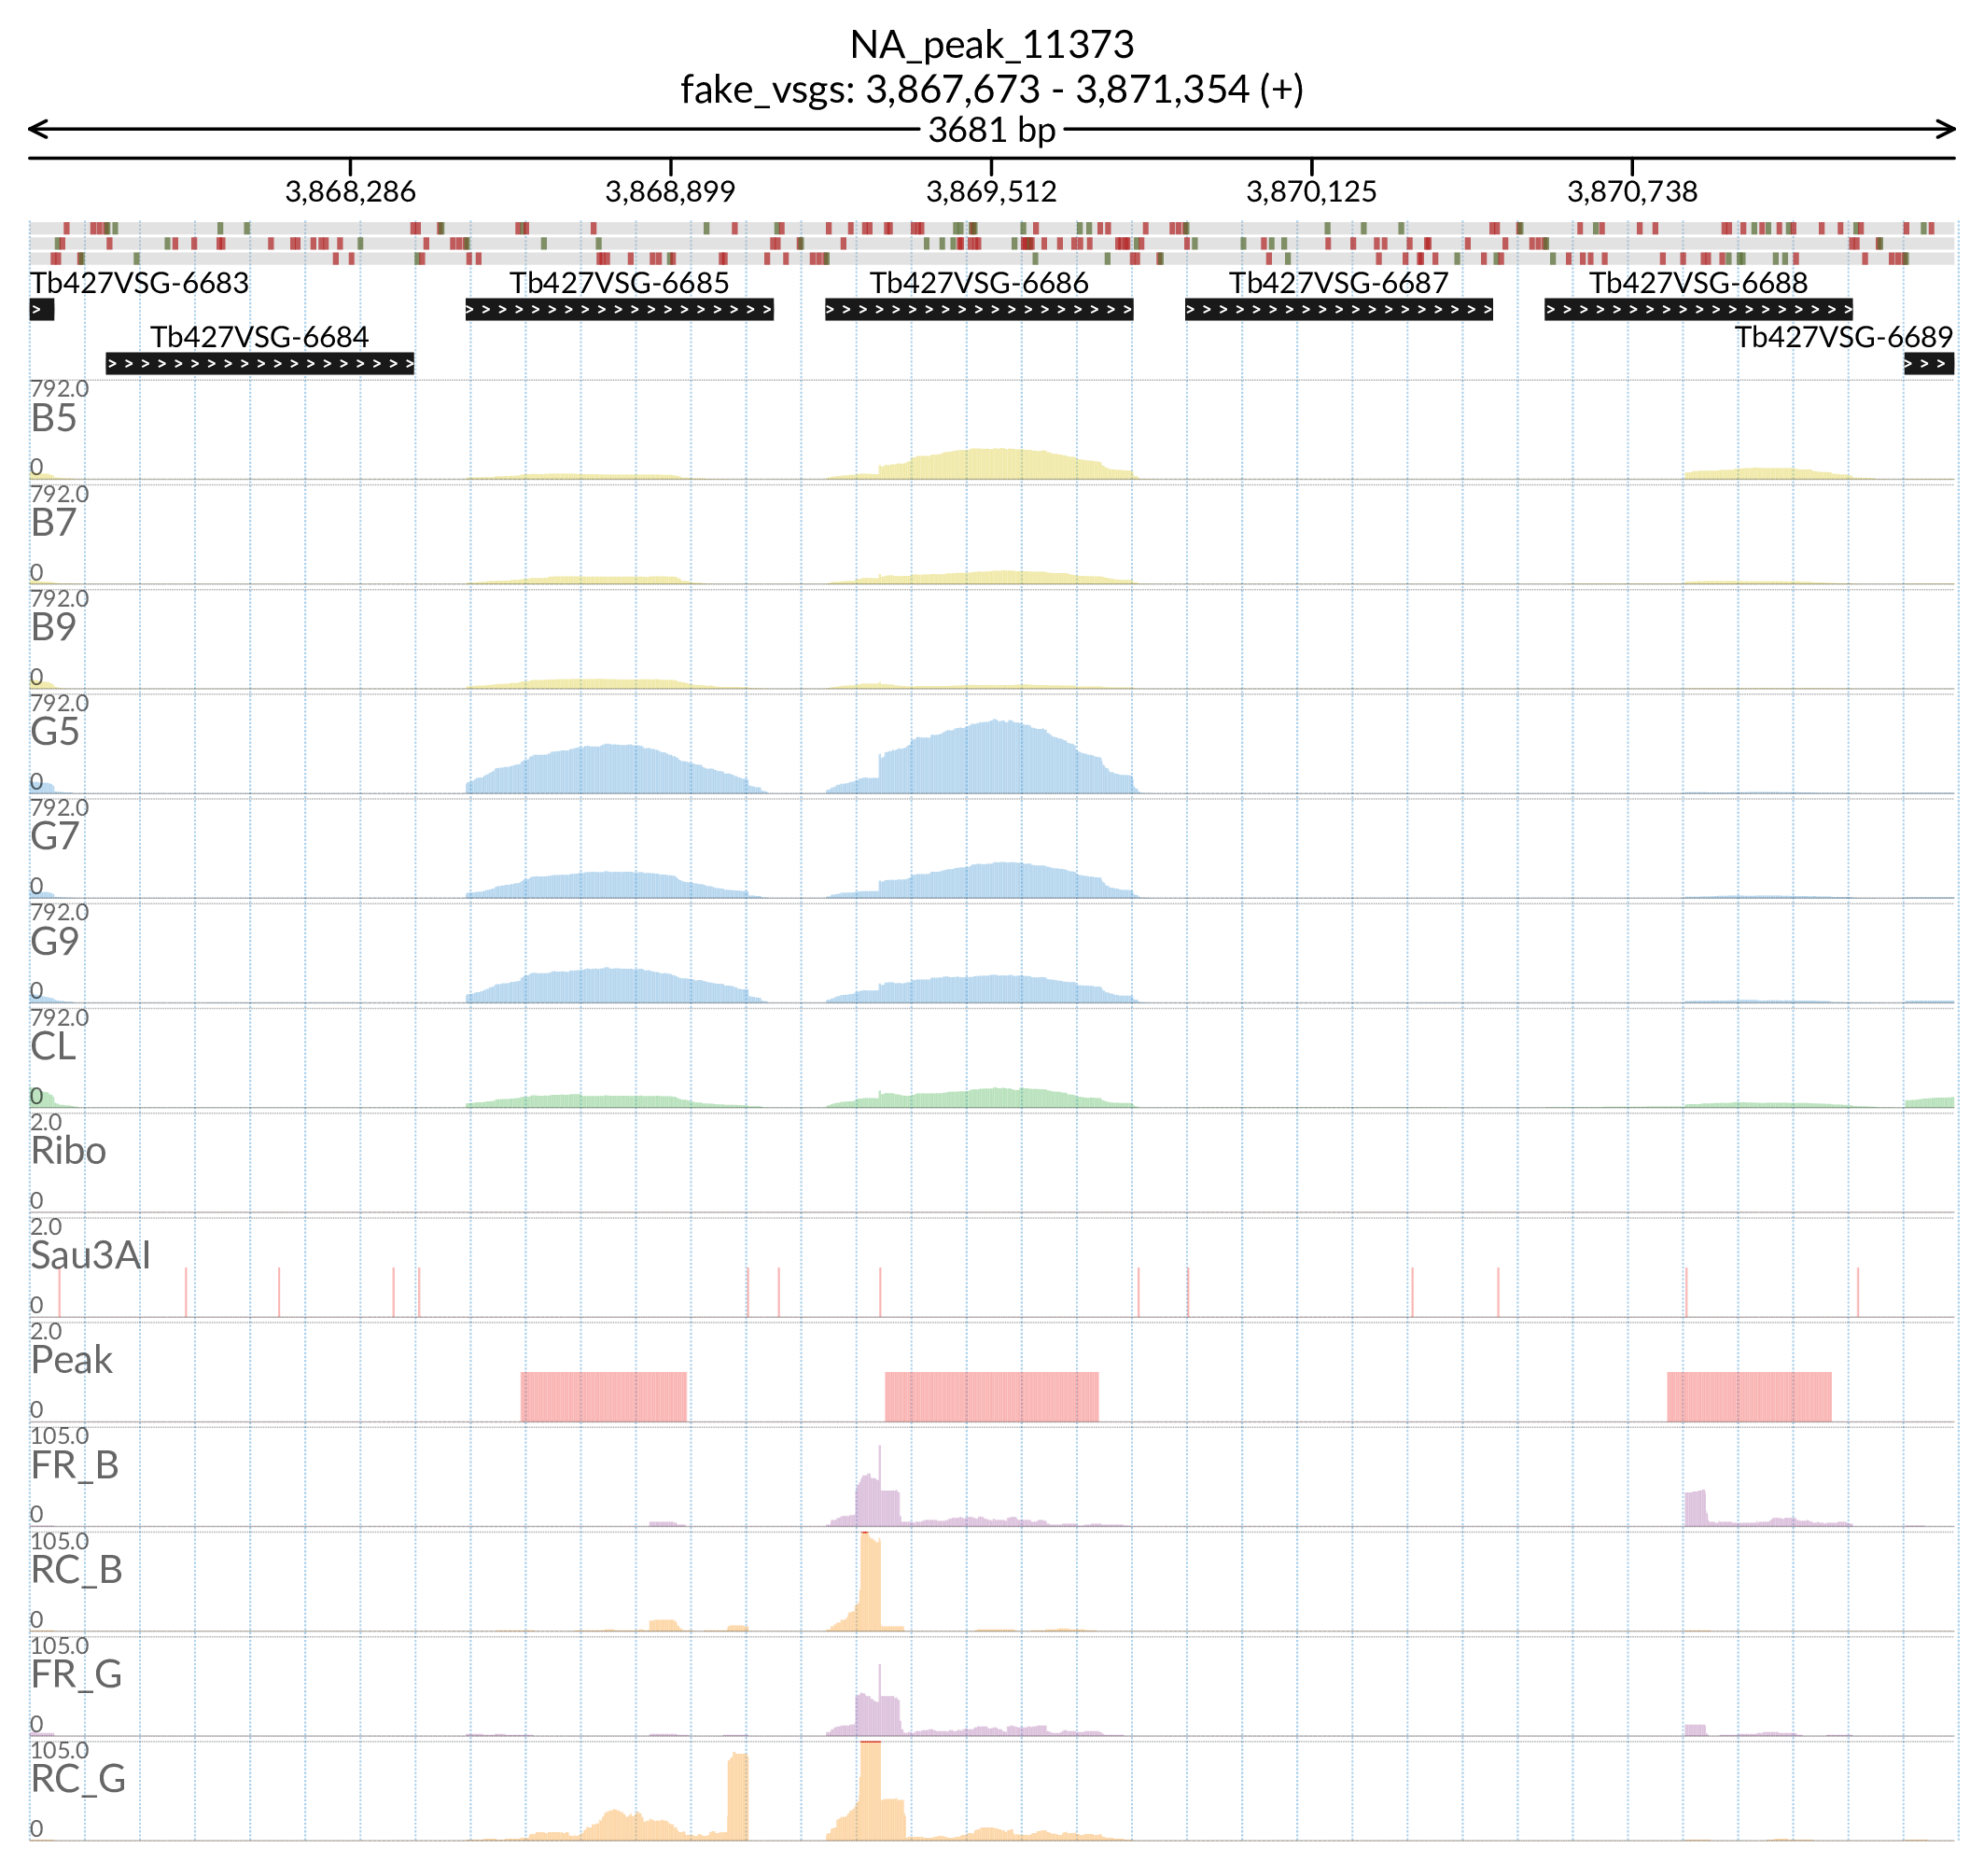 NA_peak_11373
fake_vsgs: 3,867,673 - 3,871,354 (+)
3681 bp
3,868,286 3,868,899 3,869,512 3,870,125 3,870,738
Tb427VSG-6683 Tb427VSG-6685 Tb427VSG-6686 Tb427VSG-6687 Tb427VSG-6688
Tb427VSG-6684 Tb427VSG-6689
792.0
B5
0
792.0
B7
0
792.0
B9
0
792.0
G5
0
792.0
G7
0
792.0
G9
0
792.0
CL
0
2.0
Ribo
0
2.0
Sau3AI
0
2.0
Peak
0
105.0
FR_B
0
105.0
RC_B
0
105.0
FR_G
0
105.0
RC_G
0